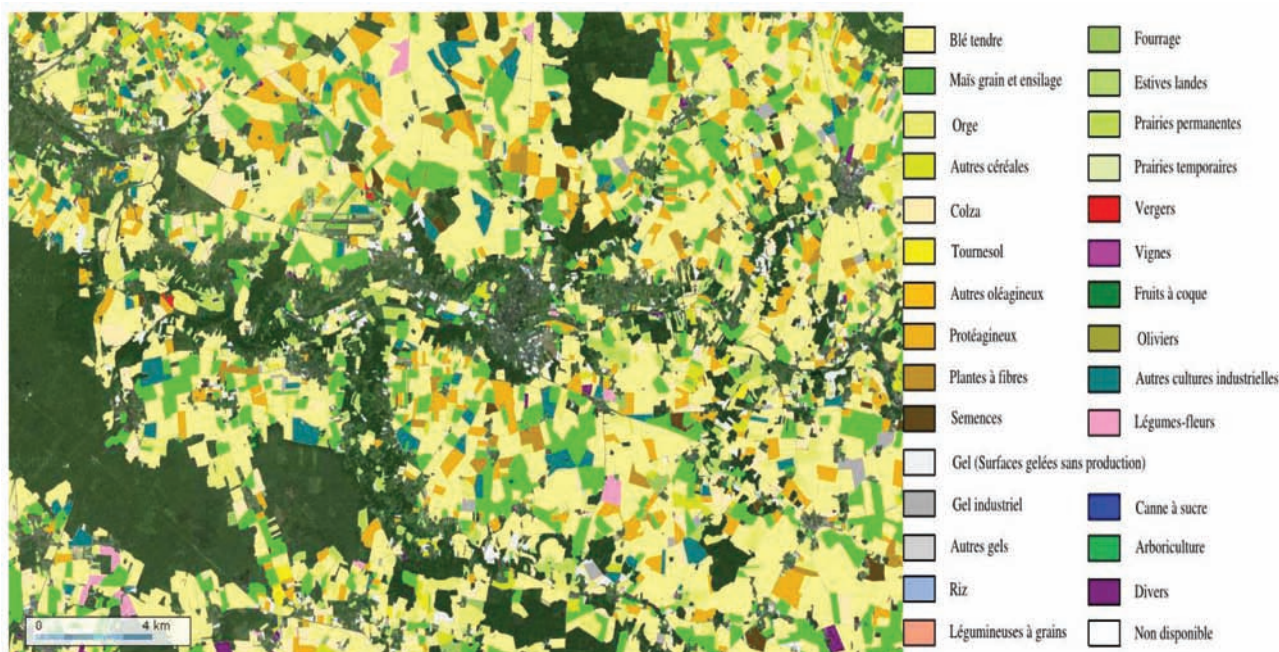 Blé tendre
Fourrage
Maïs grain et ensilage
Estives landes
Orge
Prairies permanentes
Autres céréales
Prairies temporaires
Colza
Vergers
Tournesol
Vignes
Autres oléagineux
Fruits à coque
Protéagineux
Oliviers
Plantes à fibres
Autres cultures industrielles
Semences
Légumes-fleurs
Gel (Surfaces gelées sans production)
Gel industriel
Canne à sucre
Autres gels
Arboriculture
Riz
Divers
Légumineuses à grains
Non disponible
0 4 km